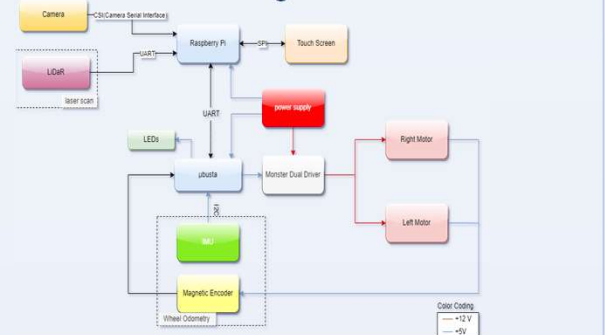 Camera
CSI(Camera Serial Interface)
Raspberry Pi
SPI
Touch Screen
UART
LiDaR
laser scan
power supply
UART
LEDs
Right Motor
µbusta
Monster Dual Driver
I2C
Left Motor
IMU
Magnetic Encoder
Wheel Odometry
Color Coding
+12 V
+5V